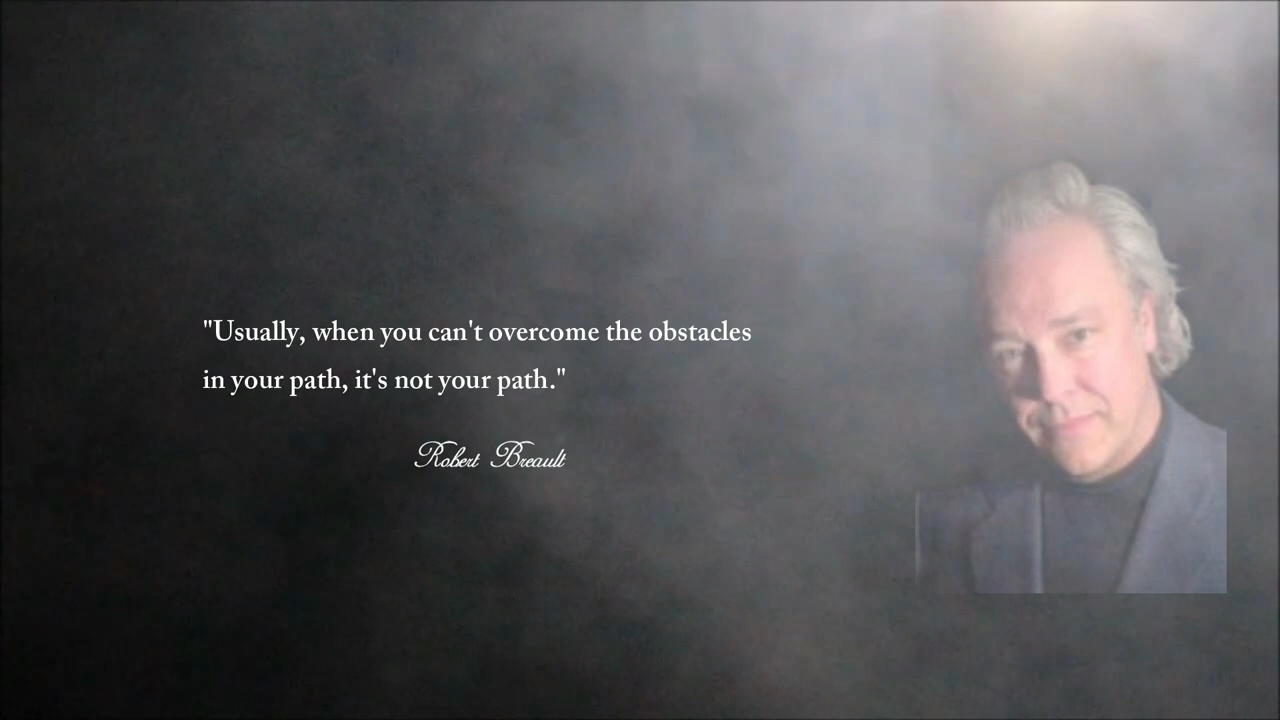 "Usually, when you can't overcome the obstacles
in your path, it's not your path."
Robert Breault